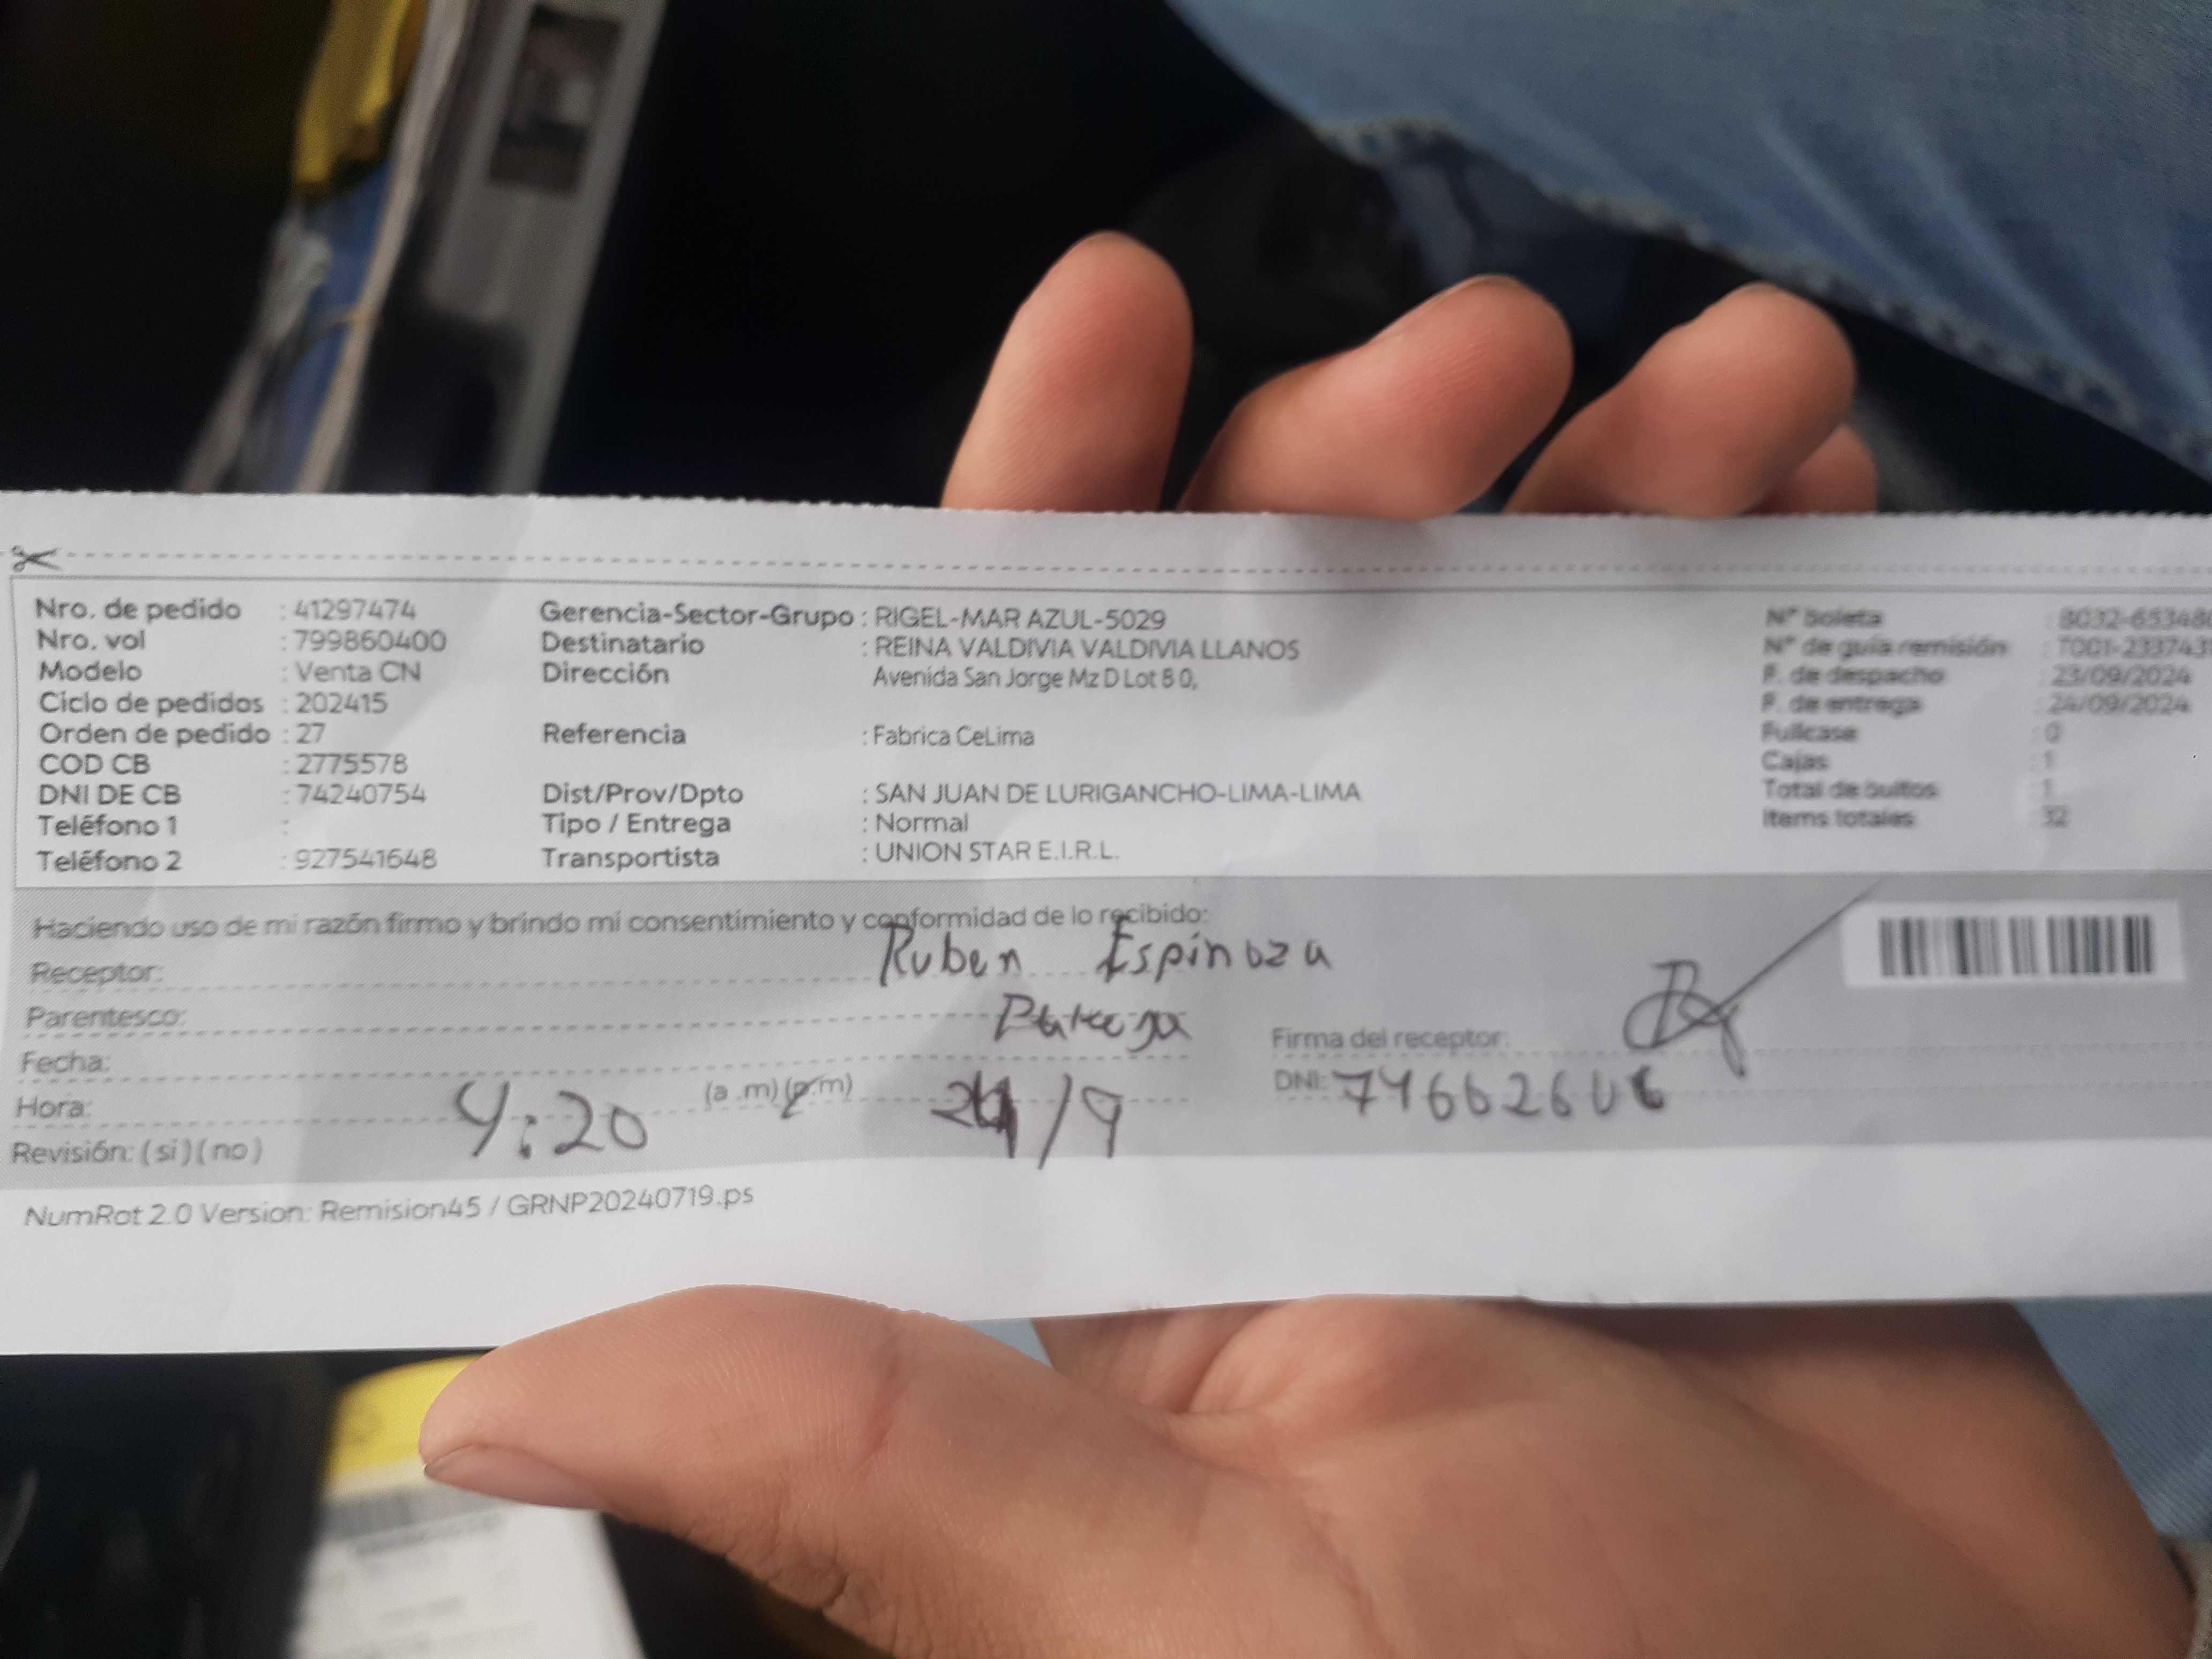 Nro. de pedido : 41297474
Nro. vol : 799860400
Modelo : Venta CN
Ciclo de pedidos : 202415
Orden de pedido : 27
COD CB : 2775578
DNI DE CB : 74240754
Teléfono 1 :
Teléfono 2 : 927541648
Gerencia-Sector-Grupo : RIGEL-MAR AZUL-5029
Destinatario : REINA VALDIVIA VALDIVIA LLANOS
Dirección Avenida San Jorge Mz D Lot 8 0,
Referencia : Fabrica CeLima
Dist/Prov/Dpto : SAN JUAN DE LURIGANCHO-LIMA-LIMA
Tipo / Entrega : Normal
Transportista : UNION STAR E.I.R.L.
N° boleta
N° de guía remisión
F. de despacho : 23/09/2024
F. de entrega : 24/09/2024
Fullcase : 0
Cajas : 1
Total de bultos : 1
Items totales : 32
Haciendo uso de mi razón firmo y brindo mi consentimiento y conformidad de lo recibido:
Receptor: Ruben Espinoza
Parentesco:
Fecha: 24/9
Hora: 4:20 (a .m) (p.m)
Revisión: ( si ) ( no )
Firma del receptor:
DNI:
NumRot 2.0 Version: Remision45 / GRNP20240719.ps